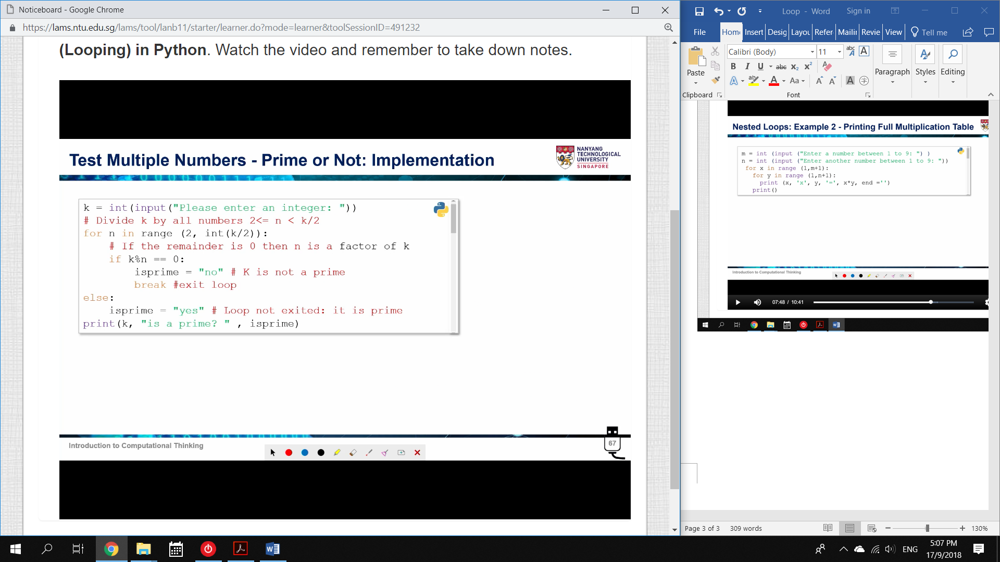 Noticeboard - Google Chrome
https://lams.ntu.edu.sg/lams/tool/lanb11/starter/learner.do?mode=learner&toolSessionID=491232
(Looping) in Python. Watch the video and remember to take down notes.
Test Multiple Numbers - Prime or Not: Implementation
NANYANG
TECHNOLOGICAL
UNIVERSITY
SINGAPORE
k = int(input("Please enter an integer: "))
# Divide k by all numbers 2<= n < k/2
for n in range (2, int(k/2)):
# If the remainder is 0 then n is a factor of k
if k%n == 0:
isprime = "no" # K is not a prime
break #exit loop
else:
isprime = "yes" # Loop not exited: it is prime
print(k, "is a prime? " , isprime)
Introduction to Computational Thinking
67
Loop - Word
Sign in
File Home Insert Desig Layou Refer Mailin Revie View Tell me
Paste
Clipboard
Calibri (Body) 11
B I U abc X₂ X²
Aa
Font
Paragraph
Styles
Editing
Nested Loops: Example 2 - Printing Full Multiplication Table
m = int (input ("Enter a number between 1 to 9: ") )
n = int (input ("Enter another number between 1 to 9: "))
for x in range (1,m+1):
for y in range (1,n+1):
print (x, 'x', y, '=', x*y, end ='')
print()
Introduction to Computational Thinking
07:48 / 10:41
Page 3 of 3 309 words
130%
ENG
5:07 PM
17/9/2018